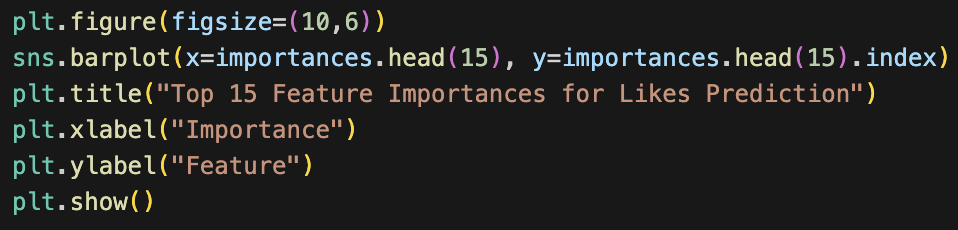 plt.figure(figsize=(10,6))
sns.barplot(x=importances.head(15), y=importances.head(15).index)
plt.title("Top 15 Feature Importances for Likes Prediction")
plt.xlabel("Importance")
plt.ylabel("Feature")
plt.show()